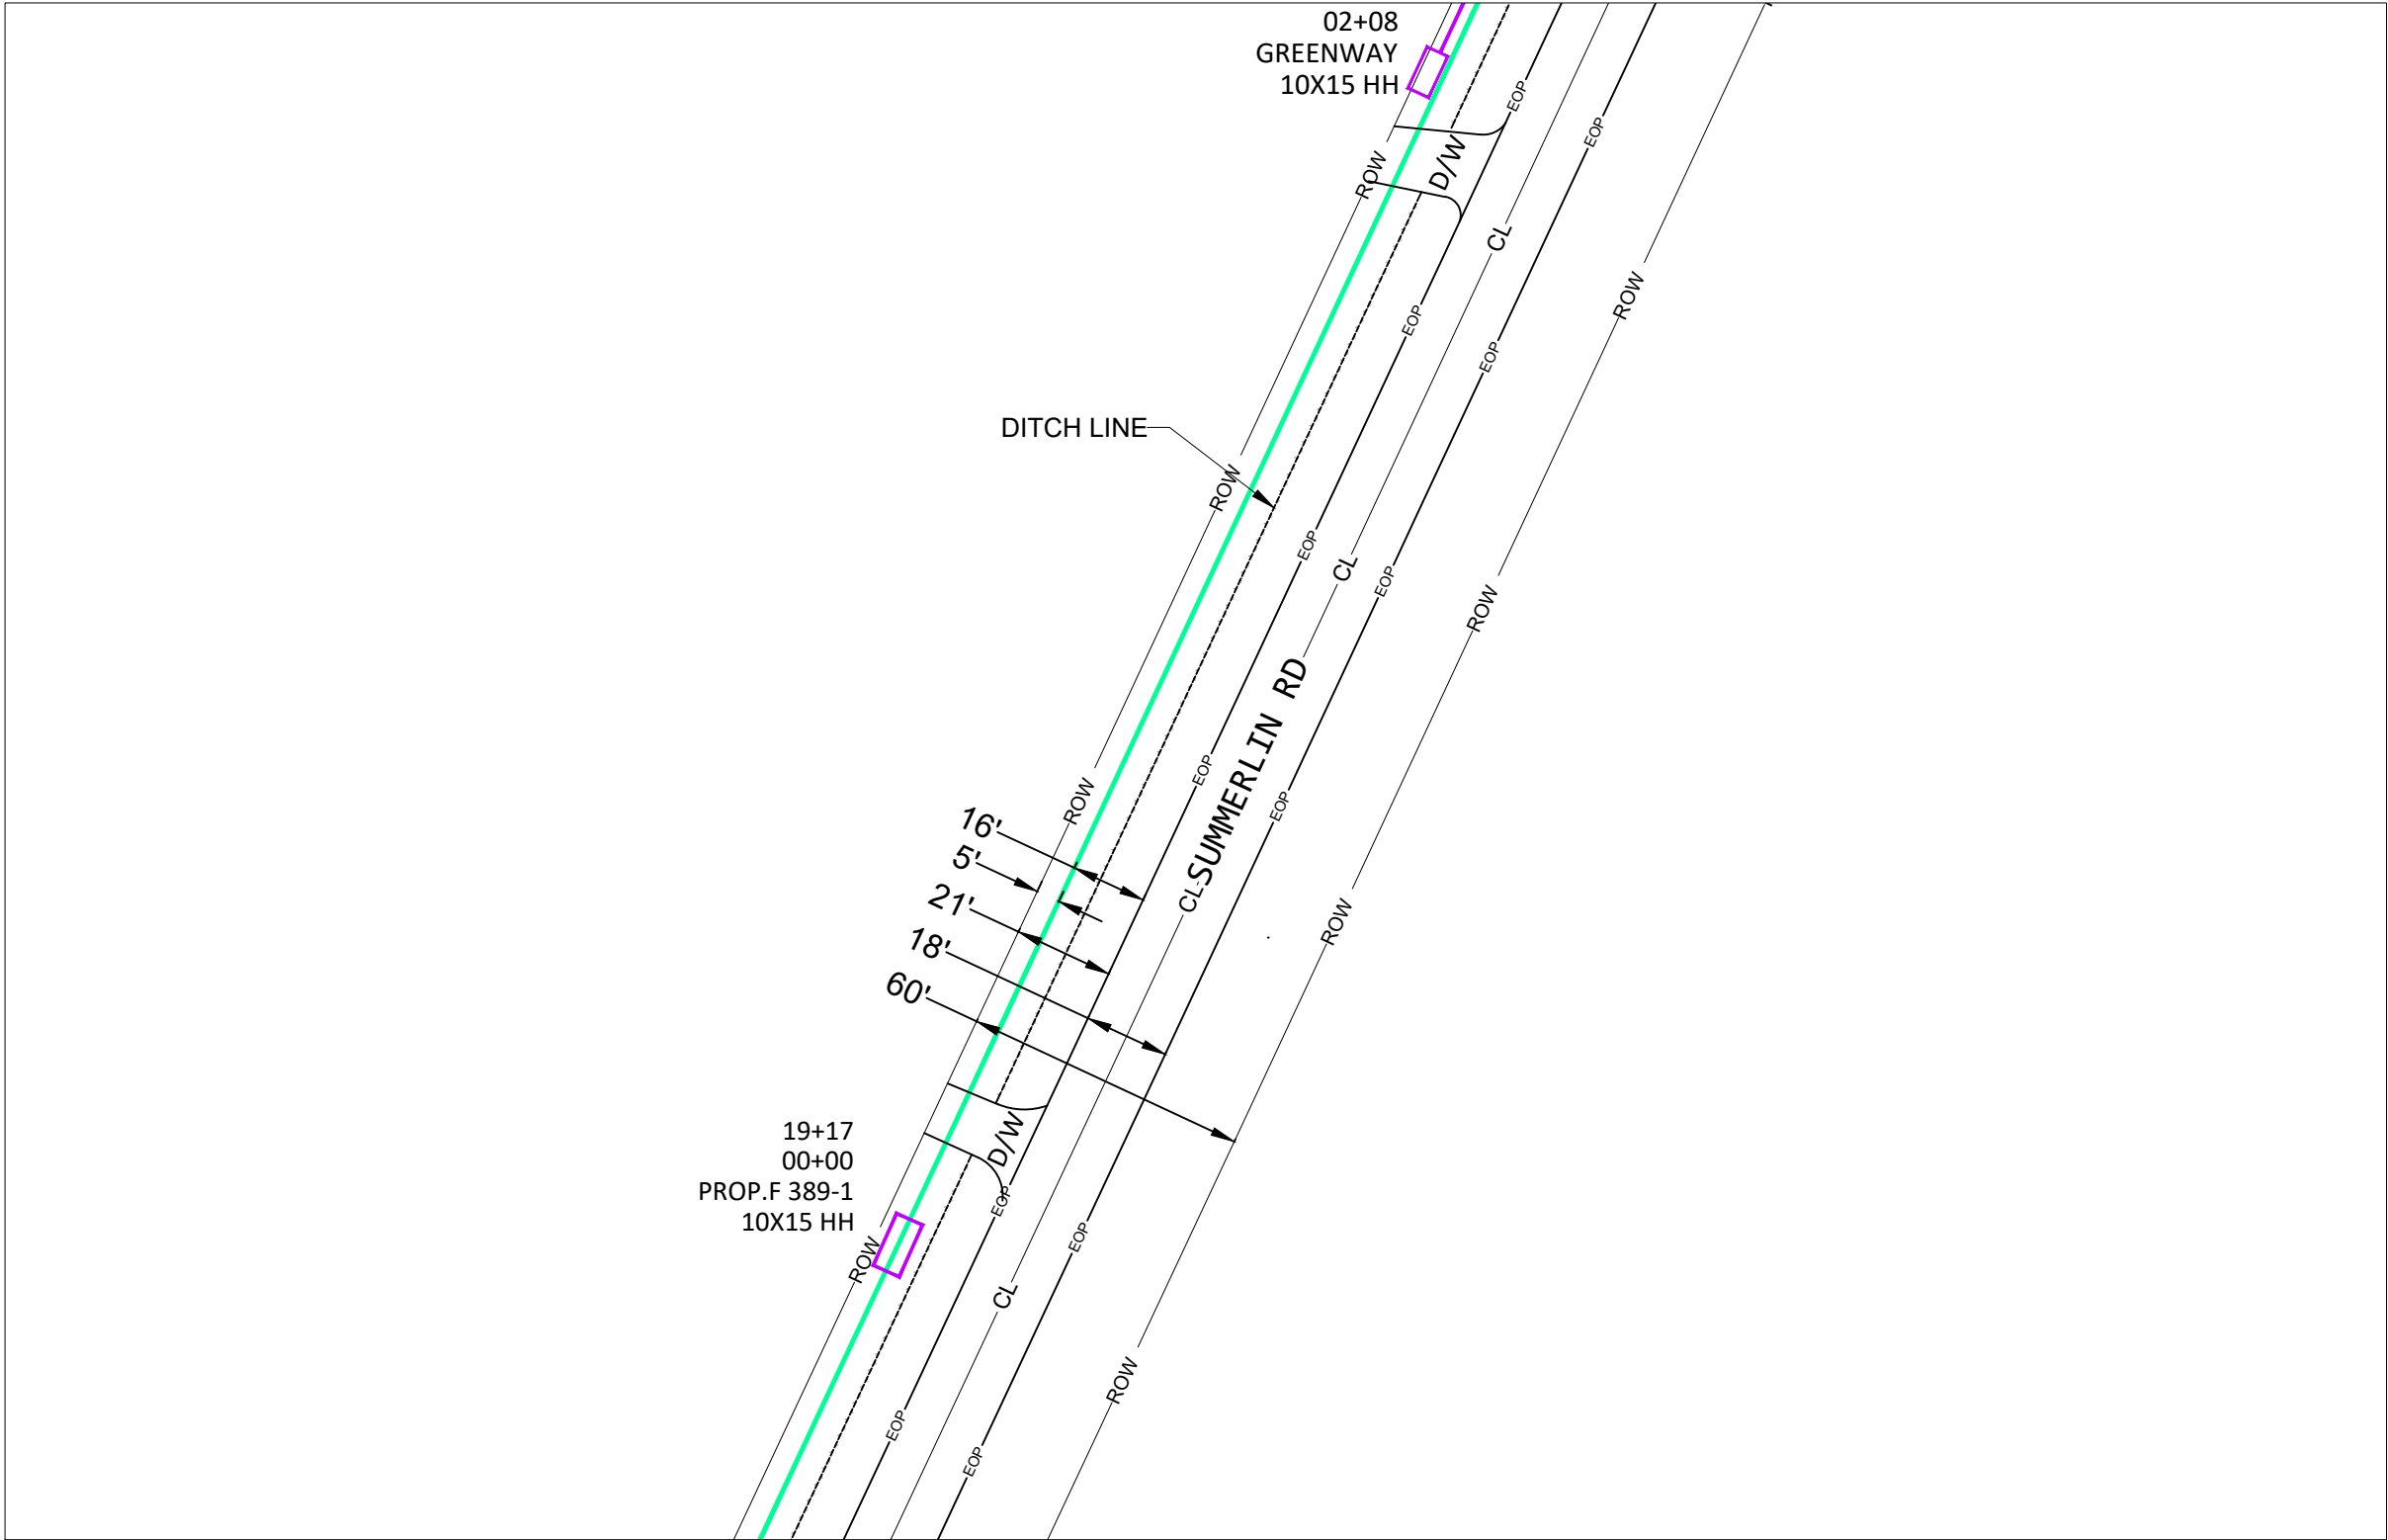 02+08
GREENWAY
10X15 HH
EOP
EOP
D/W
ROW
CL
ROW
EOP
EOP
DITCH LINE
ROW
EOP
CL
EOP
ROW
SUMMERLIN RD
EOP
ROW
EOP
16'
5'
CL
ROW
21'
18'
60'
19+17
00+00
PROP.F 389-1
10X15 HH
D/W
EOP
EOP
ROW
CL
ROW
EOP
EOP